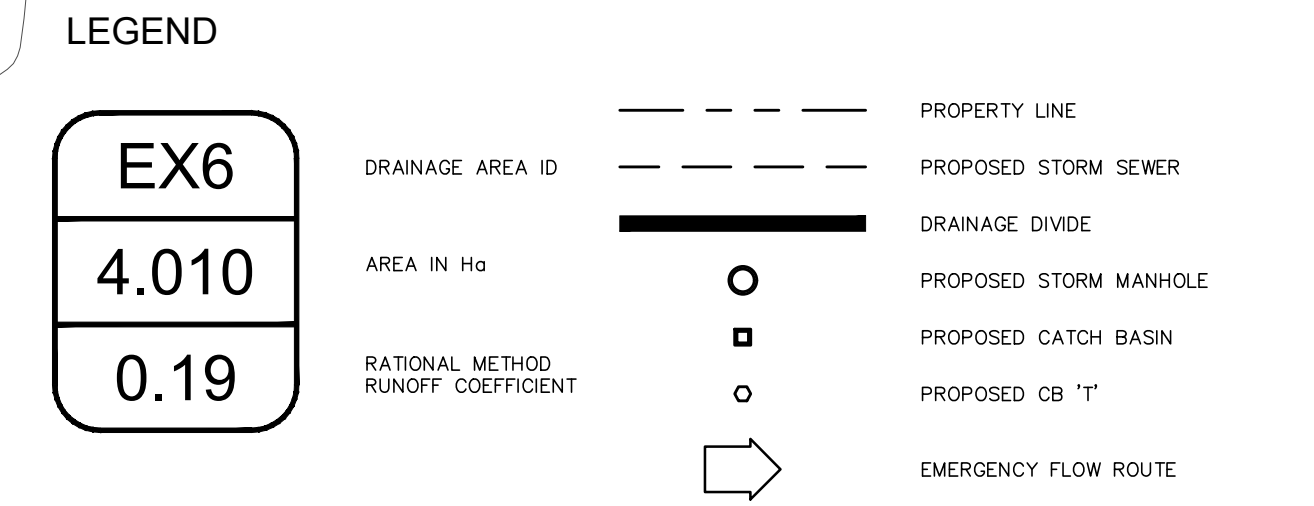 LEGEND
EX6
DRAINAGE AREA ID
4.010
AREA IN Ha
0.19
RATIONAL METHOD
RUNOFF COEFFICIENT
PROPERTY LINE
PROPOSED STORM SEWER
DRAINAGE DIVIDE
PROPOSED STORM MANHOLE
PROPOSED CATCH BASIN
PROPOSED CB 'T'
EMERGENCY FLOW ROUTE